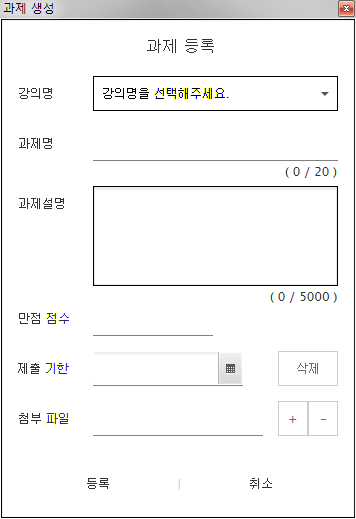 과제 생성
과제 등록
강의명
강의명을 선택해주세요.
과제명
( 0 / 20 )
과제설명
( 0 / 5000 )
만점 점수
제출 기한
삭제
첨부 파일
+ -
등록 | 취소